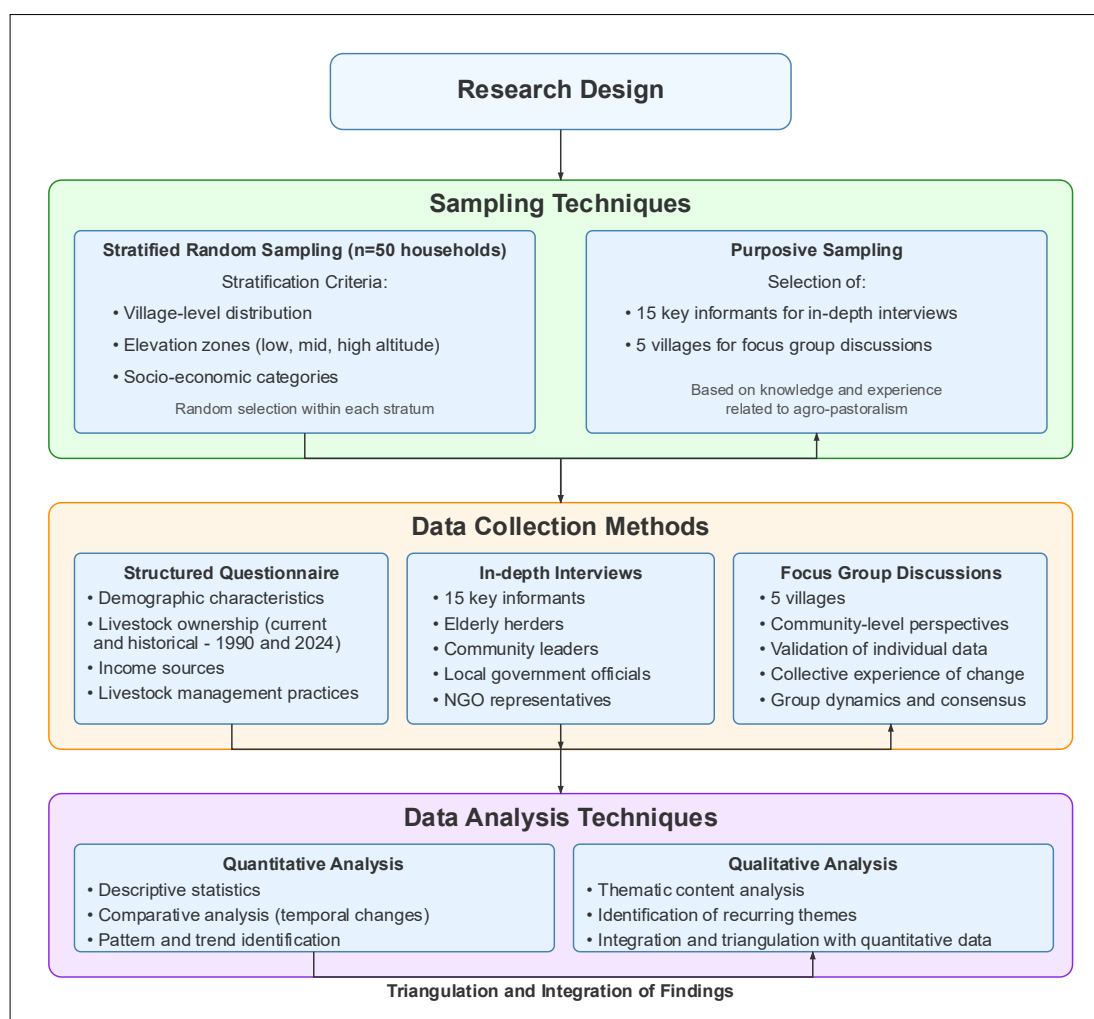 Research Design
Sampling Techniques
Stratified Random Sampling (n=50 households)
Stratification Criteria:
• Village-level distribution
• Elevation zones (low, mid, high altitude)
• Socio-economic categories
Random selection within each stratum
Purposive Sampling
Selection of:
• 15 key informants for in-depth interviews
• 5 villages for focus group discussions
Based on knowledge and experience
related to agro-pastoralism
Data Collection Methods
Structured Questionnaire
• Demographic characteristics
• Livestock ownership (current
and historical - 1990 and 2024)
• Income sources
• Livestock management practices
In-depth Interviews
• 15 key informants
• Elderly herders
• Community leaders
• Local government officials
• NGO representatives
Focus Group Discussions
• 5 villages
• Community-level perspectives
• Validation of individual data
• Collective experience of change
• Group dynamics and consensus
Data Analysis Techniques
Quantitative Analysis
• Descriptive statistics
• Comparative analysis (temporal changes)
• Pattern and trend identification
Qualitative Analysis
• Thematic content analysis
• Identification of recurring themes
• Integration and triangulation with quantitative data
Triangulation and Integration of Findings